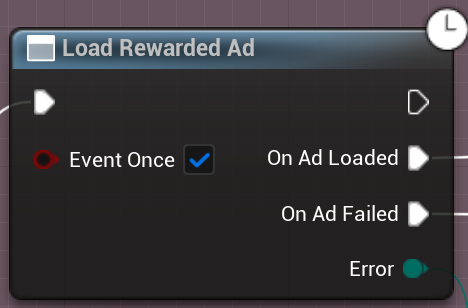 Load Rewarded Ad
Event Once
On Ad Loaded
On Ad Failed
Error